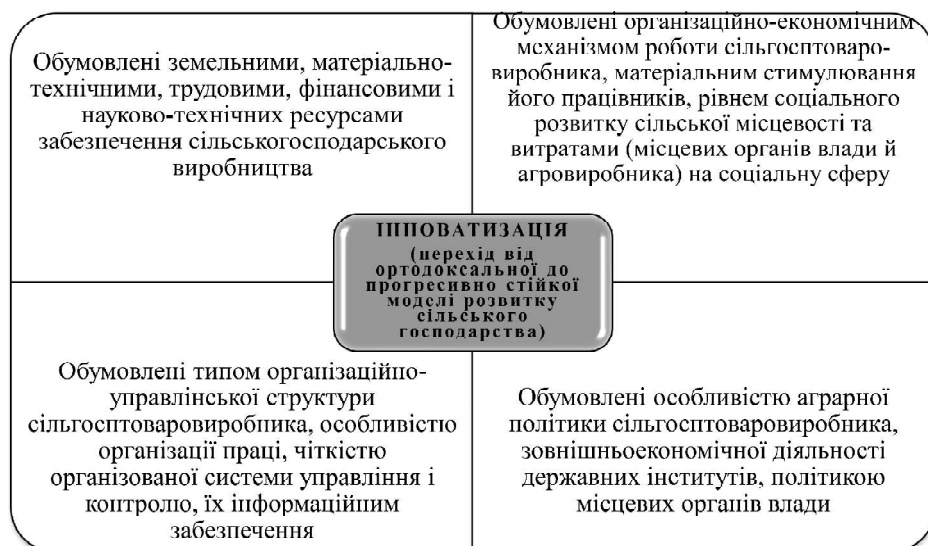 Обумовлені земельними, матеріально-
технічними, трудовими, фінансовими і
науково-технічних ресурсами
забезпечення сільськогосподарського
виробництва
Обумовлені організаційно-економічним
механізмом роботи сільгосптоваро-
виробника, матеріальним стимулювання
його працівників, рівнем соціального
розвитку сільської місцевості та
витратами (місцевих органів влади й
агровиробника) на соціальну сферу
ІННОВАТИЗАЦІЯ
(перехід від
ортодоксальної до
прогресивно стійкої
моделі розвитку
сільського
господарства)
Обумовлені типом організаційно-
управлінської структури
сільгосптоваровиробника, особливістю
організації праці, чіткістю
організованої системи управління і
контролю, їх інформаційним
забезпечення
Обумовлені особливістю аграрної
політики сільгосптоваровиробника,
зовнішньоекономічної діяльності
державних інститутів, політикою
місцевих органів влади